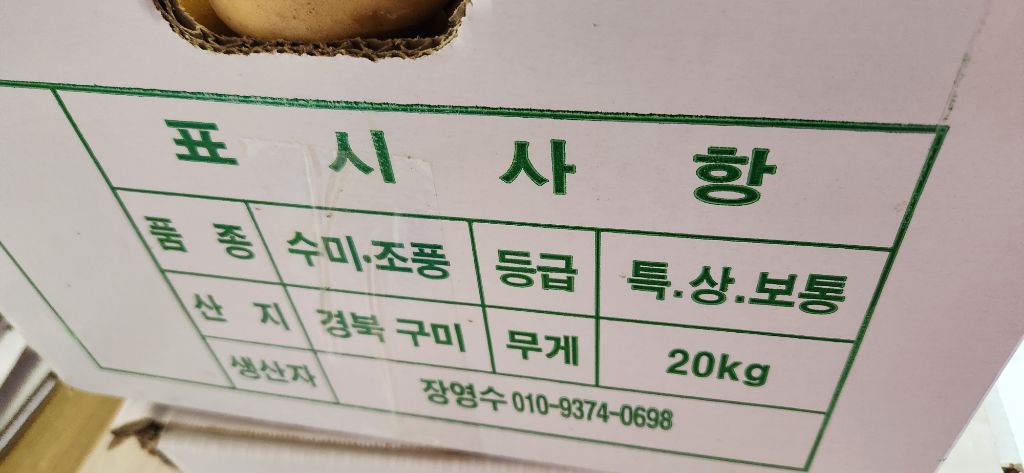 표 시 사 항
품 종 수미·조풍 등급 특.상.보통
산 지 경북 구미 무게 20kg
생산자 장영수 010-9374-0698